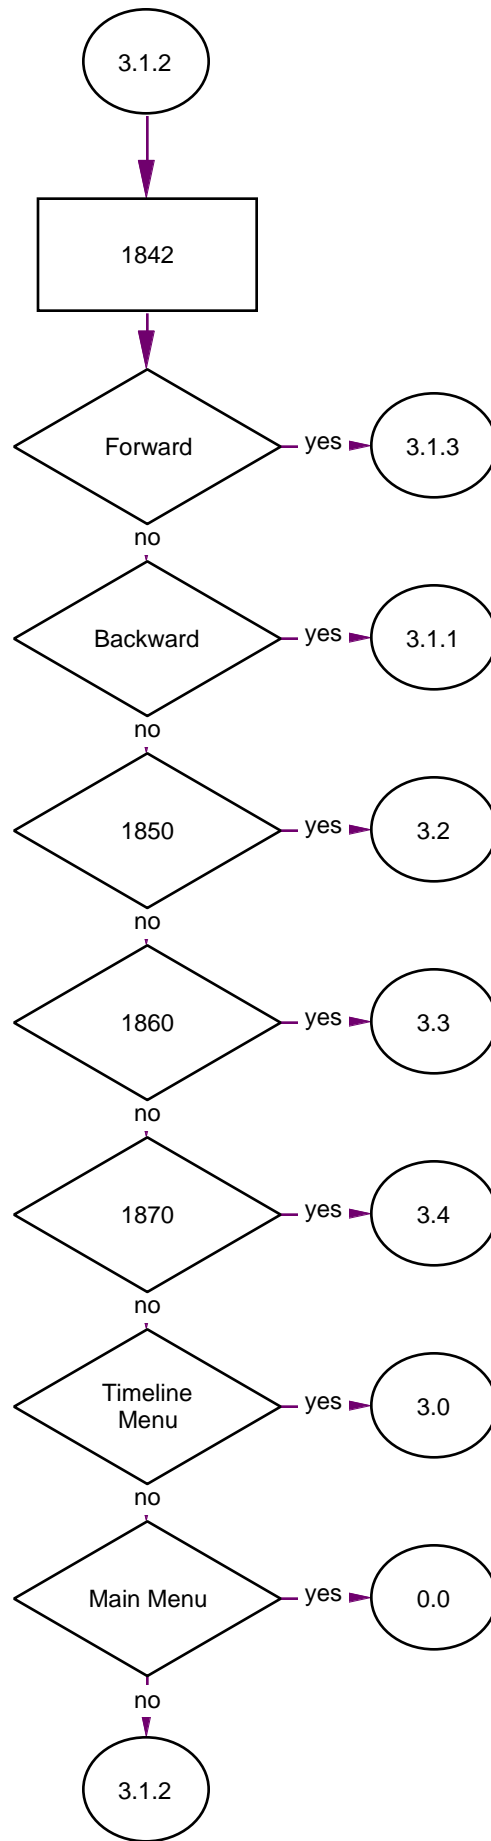 3.1.2
1842
Forward
yes
3.1.3
no
Backward
yes
3.1.1
no
1850
yes
3.2
no
1860
yes
3.3
no
1870
yes
3.4
no
Timeline
Menu
yes
3.0
no
Main Menu
yes
0.0
no
3.1.2